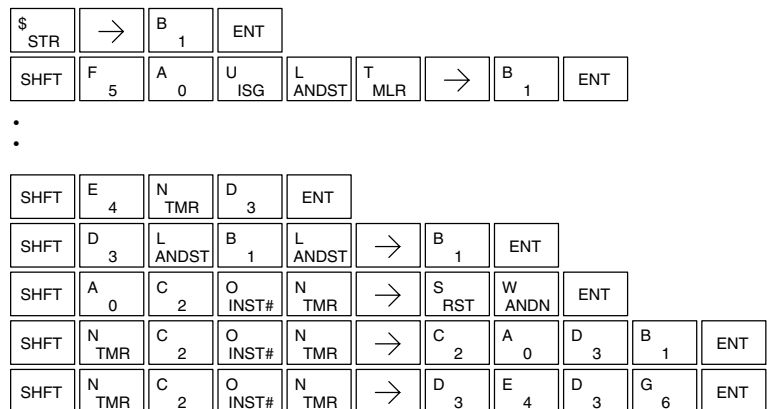 $ STR → B 1 ENT
SHFT F 5 A 0 U ISG L ANDST T MLR → B 1 ENT
•
•
SHFT E 4 N TMR D 3 ENT
SHFT D 3 L ANDST B 1 L ANDST → B 1 ENT
SHFT A 0 C 2 O INST# N TMR → S RST W ANDN ENT
SHFT N TMR C 2 O INST# N TMR → C 2 A 0 D 3 B 1 ENT
SHFT N TMR C 2 O INST# N TMR → D 3 E 4 D 3 G 6 ENT